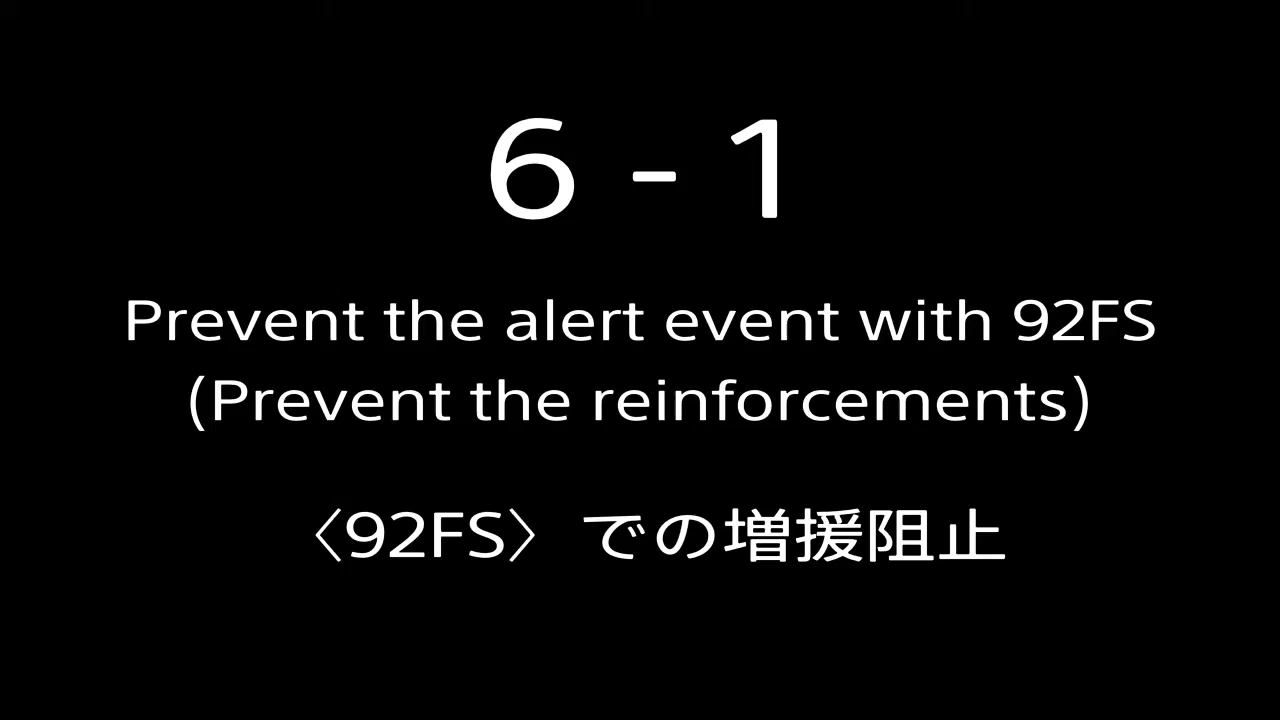 6 - 1
Prevent the alert event with 92FS
(Prevent the reinforcements)
〈92FS〉での増援阻止